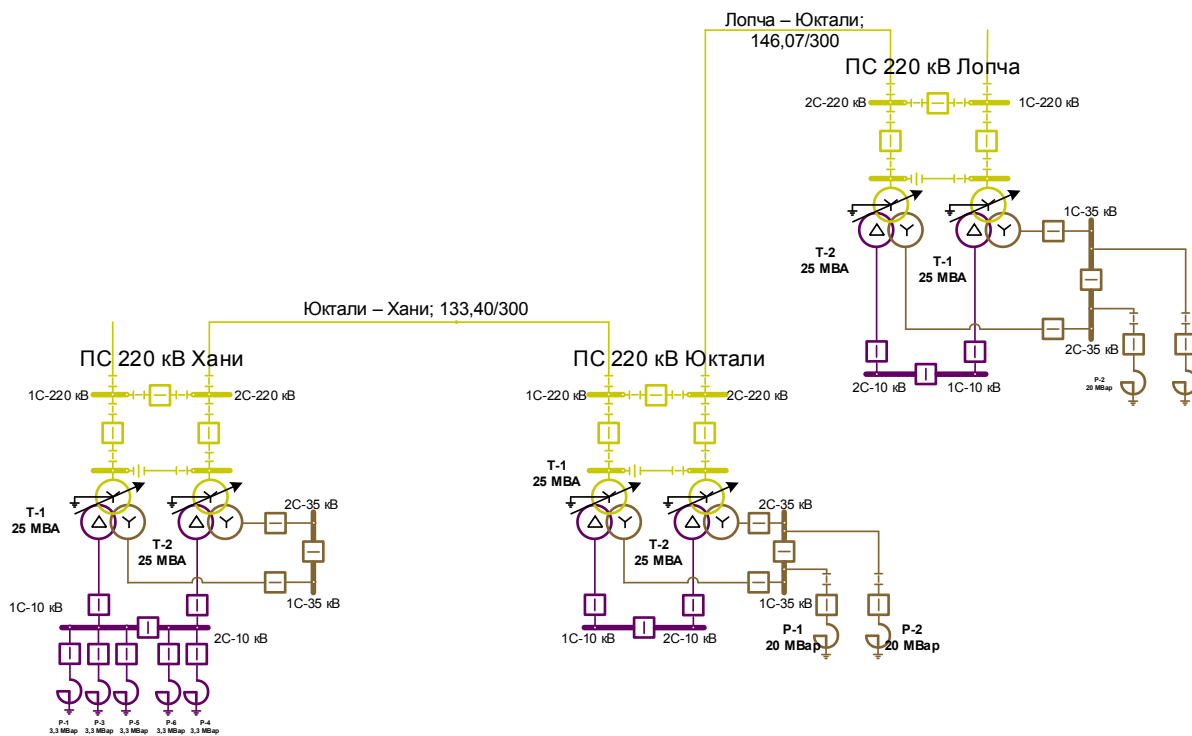 Лопча – Юктали;
146,07/300
ПС 220 кВ Лопча
2С-220 кВ
1С-220 кВ
1С-35 кВ
Т-2
25 МВА
Т-1
25 МВА
2С-35 кВ
2С-10 кВ
1С-10 кВ
Р-2
20 МВар
Юктали – Хани; 133,40/300
ПС 220 кВ Хани
1С-220 кВ
2С-220 кВ
Т-1
25 МВА
Т-2
25 МВА
2С-35 кВ
1С-35 кВ
1С-10 кВ
2С-10 кВ
Р-1
3,3 МВар
Р-3
3,3 МВар
Р-5
3,3 МВар
Р-6
3,3 МВар
Р-4
3,3 МВар
ПС 220 кВ Юктали
1С-220 кВ
2С-220 кВ
Т-1
25 МВА
Т-2
25 МВА
2С-35 кВ
1С-35 кВ
1С-10 кВ
2С-10 кВ
Р-1
20 МВар
Р-2
20 МВар